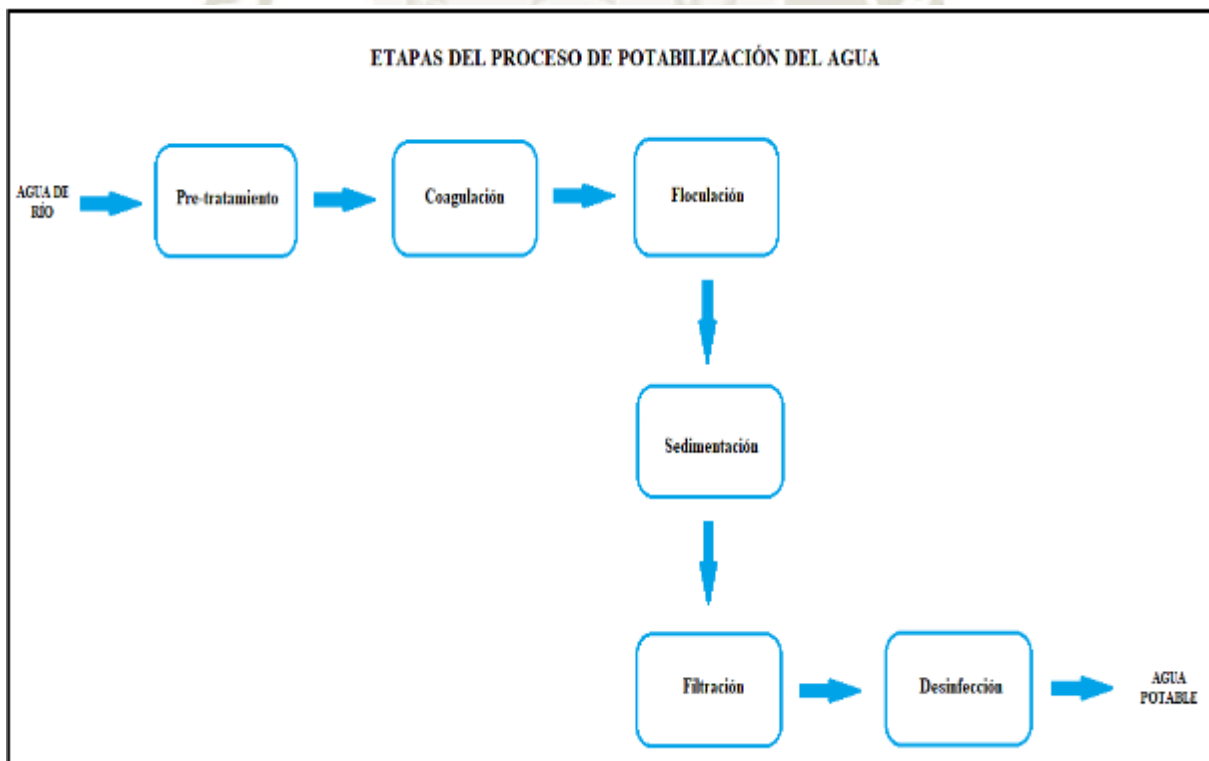 ETAPAS DEL PROCESO DE POTABILIZACIÓN DEL AGUA
AGUA DE
RÍO
Pre-tratamiento
Coagulación
Floculación
Sedimentación
Filtración
Desinfección
AGUA
POTABLE